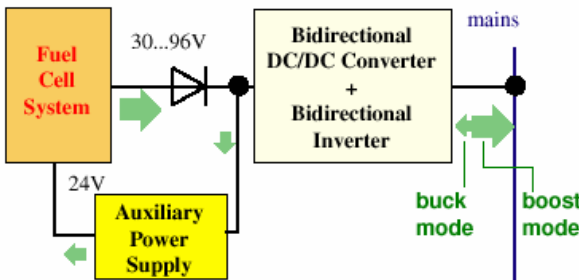 Fuel
Cell
System
30...96V
Bidirectional
DC/DC Converter
+
Bidirectional
Inverter
mains
24V
Auxiliary
Power
Supply
buck
mode
boost
mode